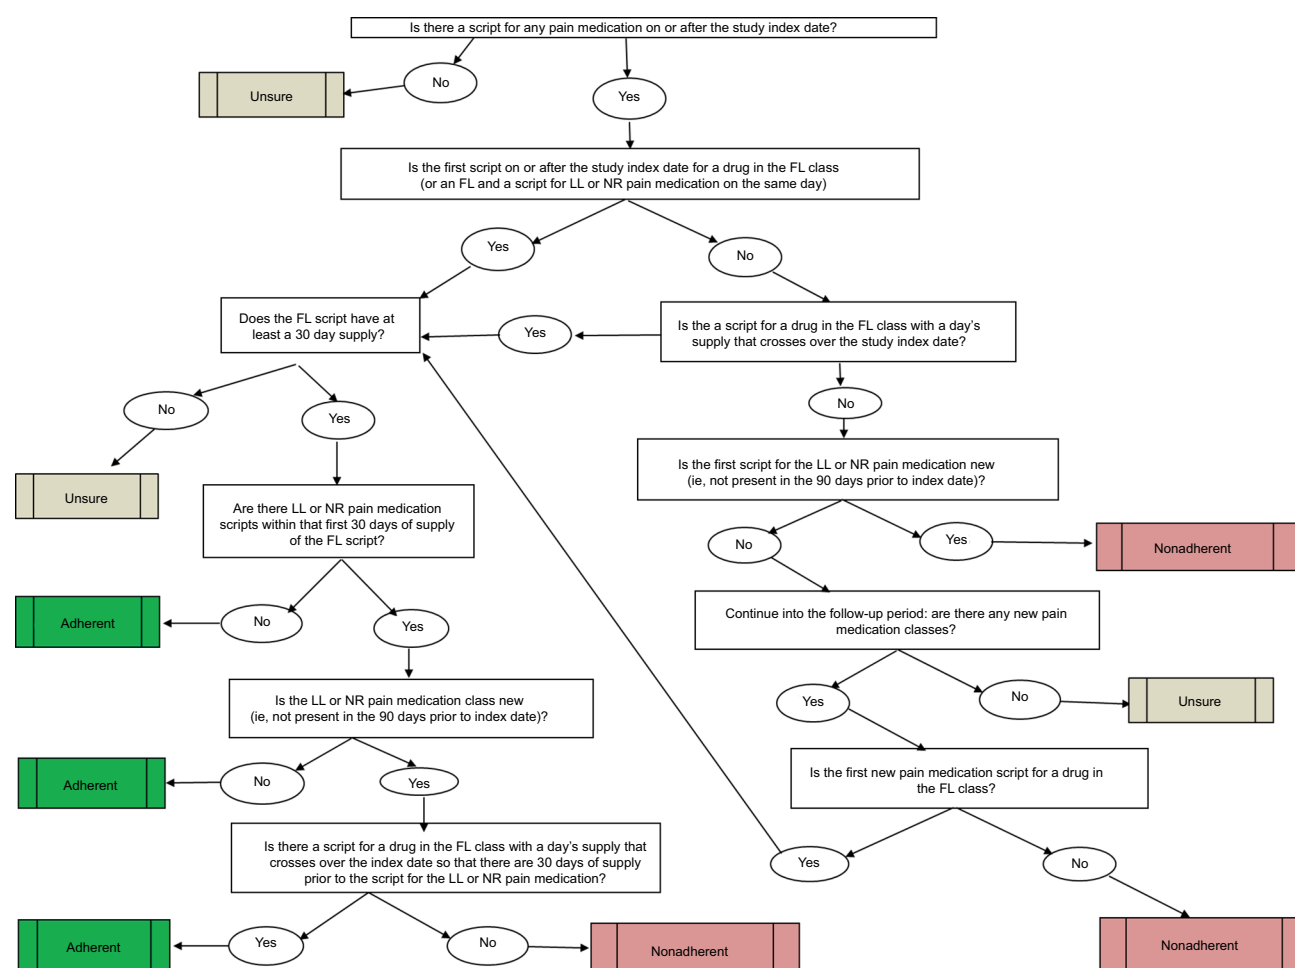 Is there a script for any pain medication on or after the study index date?
No
Unsure
Yes
Is the first script on or after the study index date for a drug in the FL class
(or an FL and a script for LL or NR pain medication on the same day)
Yes
No
Does the FL script have at
least a 30 day supply?
Yes
Is the a script for a drug in the FL class with a day's
supply that crosses over the study index date?
No
Yes
No
Unsure
Is the first script for the LL or NR pain medication new
(ie, not present in the 90 days prior to index date)?
Are there LL or NR pain medication
scripts within that first 30 days of supply
of the FL script?
No
Yes
Nonadherent
Adherent
No
Yes
Continue into the follow-up period: are there any new pain
medication classes?
Is the LL or NR pain medication class new
(ie, not present in the 90 days prior to index date)?
Yes
No
Unsure
Adherent
No
Yes
Is the first new pain medication script for a drug in
the FL class?
Is there a script for a drug in the FL class with a day's supply that
crosses over the index date so that there are 30 days of supply
prior to the script for the LL or NR pain medication?
Yes
No
Adherent
Yes
No
Nonadherent
Nonadherent